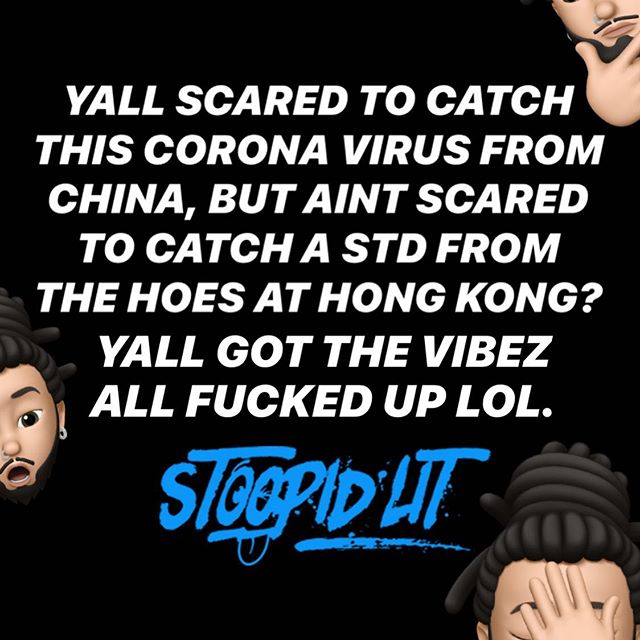 YALL SCARED TO CATCH
THIS CORONA VIRUS FROM
CHINA, BUT AINT SCARED
TO CATCH A STD FROM
THE HOES AT HONG KONG?
YALL GOT THE VIBEZ
ALL FUCKED UP LOL.
STOOPID LIT